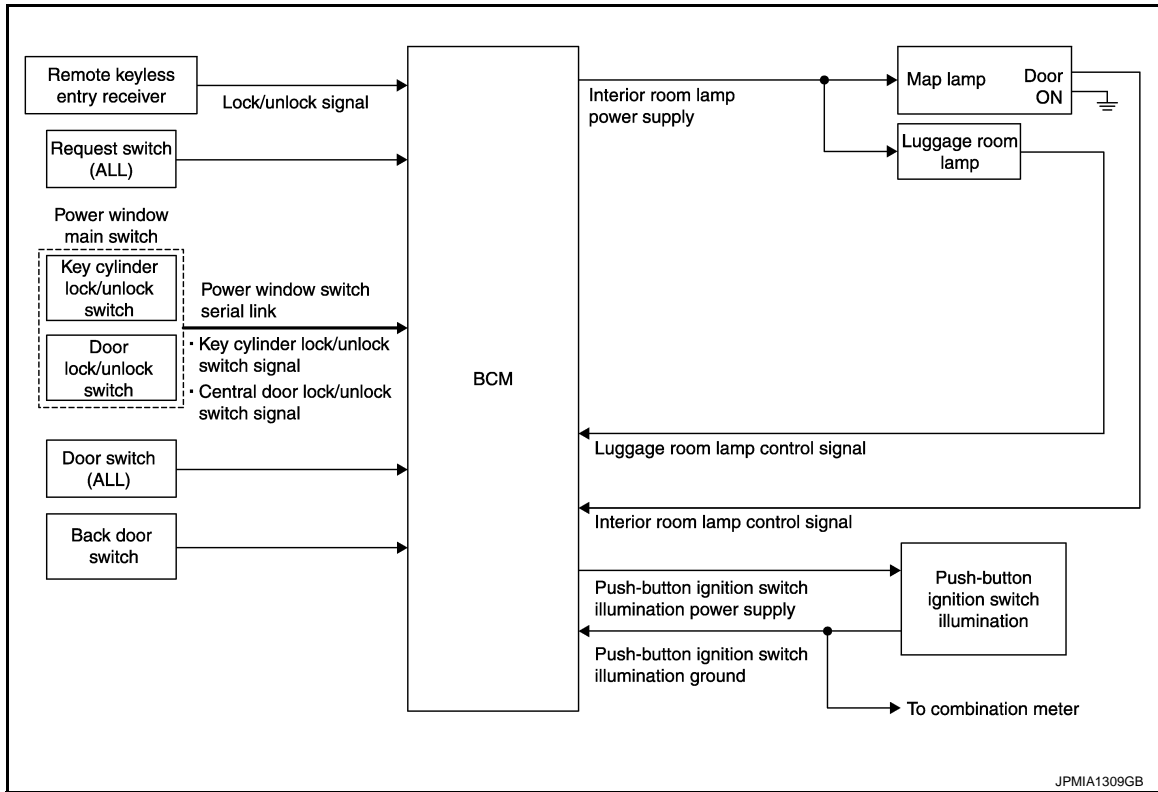 Remote keyless
entry receiver
Lock/unlock signal
Request switch
(ALL)
Power window
main switch
Key cylinder
lock/unlock
switch
Door
lock/unlock
switch
Power window switch
serial link
· Key cylinder lock/unlock
switch signal
· Central door lock/unlock
switch signal
Door switch
(ALL)
Back door
switch
BCM
Interior room lamp
power supply
Map lamp
Door
ON
Luggage room
lamp
Luggage room lamp control signal
Interior room lamp control signal
Push-button ignition switch
illumination power supply
Push-button
ignition switch
illumination
Push-button ignition switch
illumination ground
To combination meter
JPMIA1309GB